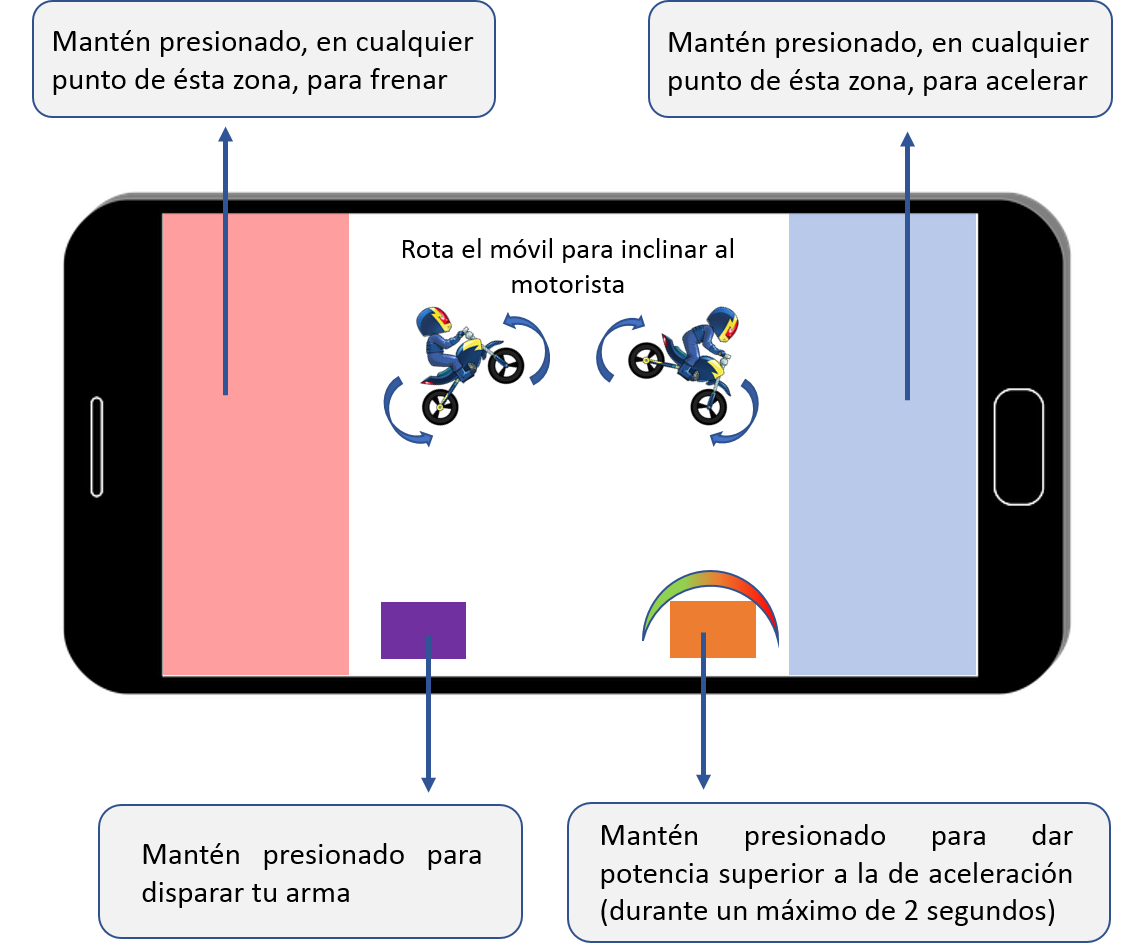 Mantén presionado, en cualquier
punto de ésta zona, para frenar
Mantén presionado, en cualquier
punto de ésta zona, para acelerar
Rota el móvil para inclinar al
motorista
Mantén presionado para
disparar tu arma
Mantén presionado para dar
potencia superior a la de aceleración
(durante un máximo de 2 segundos)